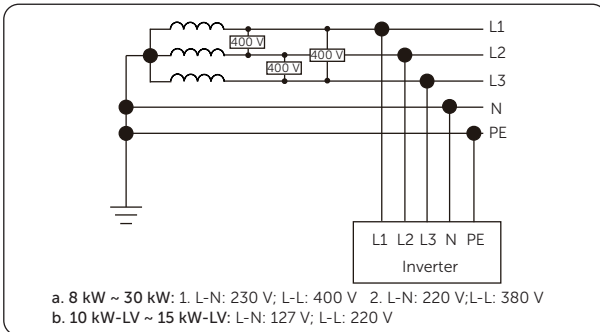 L1
400 V
400 V
L2
400 V
L3
N
PE
L1 L2 L3 N PE
Inverter
a. 8 kW ~ 30 kW: 1. L-N: 230 V; L-L: 400 V 2. L-N: 220 V;L-L: 380 V
b. 10 kW-LV ~ 15 kW-LV: L-N: 127 V; L-L: 220 V